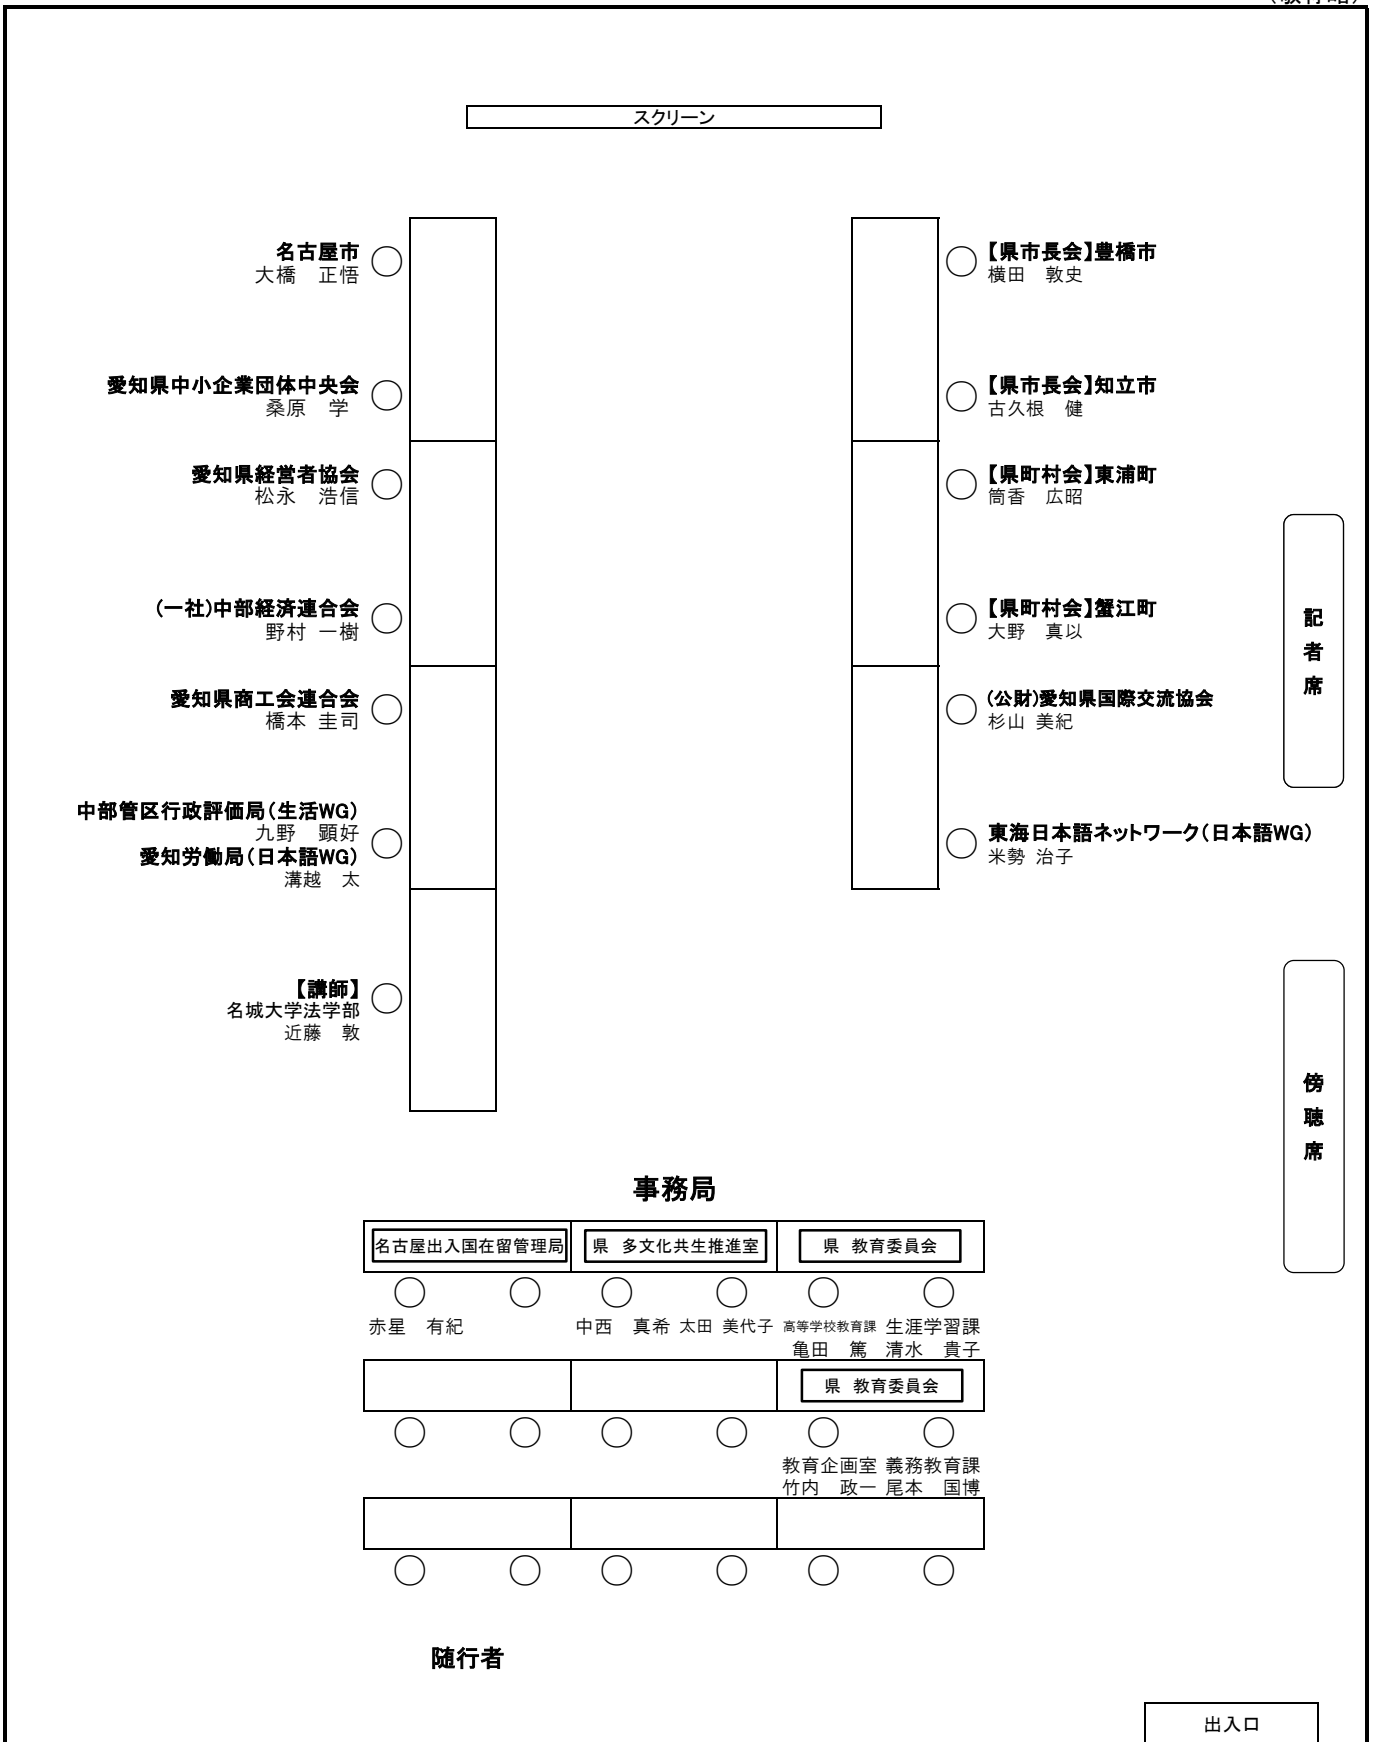 (敬称略)
スクリーン
名古屋市
大橋　正悟
愛知県中小企業団体中央会
桑原　学
愛知県経営者協会
松永　浩信
(一社)中部経済連合会
野村 一樹
愛知県商工会連合会
橋本 圭司
中部管区行政評価局(生活WG)
九野　顕好
愛知労働局(日本語WG)
溝越　太
【講師】
名城大学法学部
近藤　敦
【県市長会】豊橋市
横田　敦史
【県市長会】知立市
古久根　健
【県町村会】東浦町
筒香　広昭
【県町村会】蟹江町
大野　真以
(公財)愛知県国際交流協会
杉山 美紀
東海日本語ネットワーク(日本語WG)
米勢 治子
記者席
傍聴席
事務局
名古屋出入国在留管理局 県　多文化共生推進室 県 教育委員会
赤星　有紀 中西　真希 太田 美代子 高等学校教育課 生涯学習課
亀田　篤 清水　貴子
県 教育委員会
教育企画室 義務教育課
竹内　政一 尾本　国博
随行者
出入口